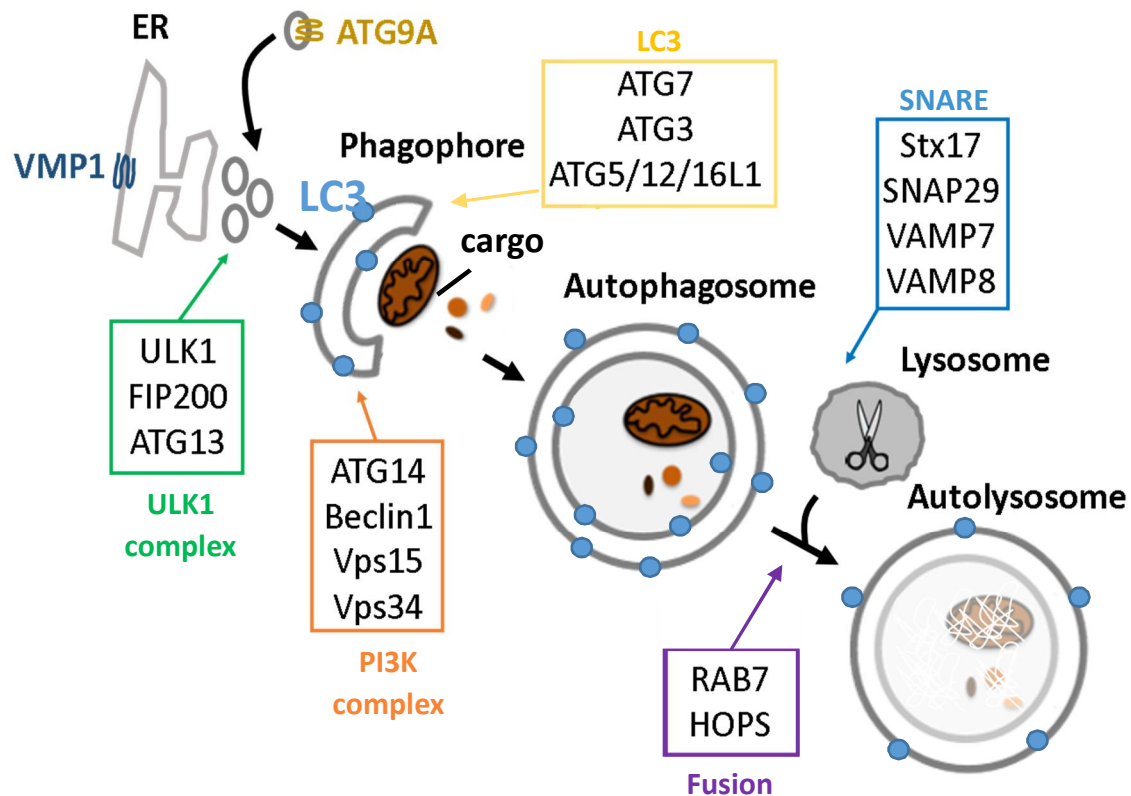 ER
ATG9A
VMP1
Phagophore
LC3
cargo
LC3
ATG7
ATG3
ATG5/12/16L1
SNARE
Stx17
SNAP29
VAMP7
VAMP8
ULK1
FIP200
ATG13
ULK1
complex
ATG14
Beclin1
Vps15
Vps34
PI3K
complex
Autophagosome
Lysosome
Autolysosome
RAB7
HOPS
Fusion